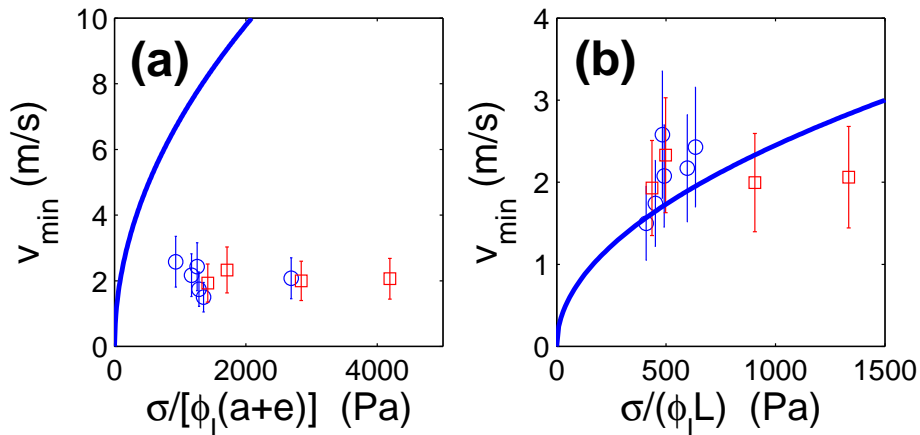 (a)
10
8
6
4
2
0
v_min (m/s)
0 2000 4000
σ/[ϕ_l(a+e)] (Pa)
(b)
4
3
2
1
0
v_min (m/s)
0 500 1000 1500
σ/(ϕ_lL) (Pa)